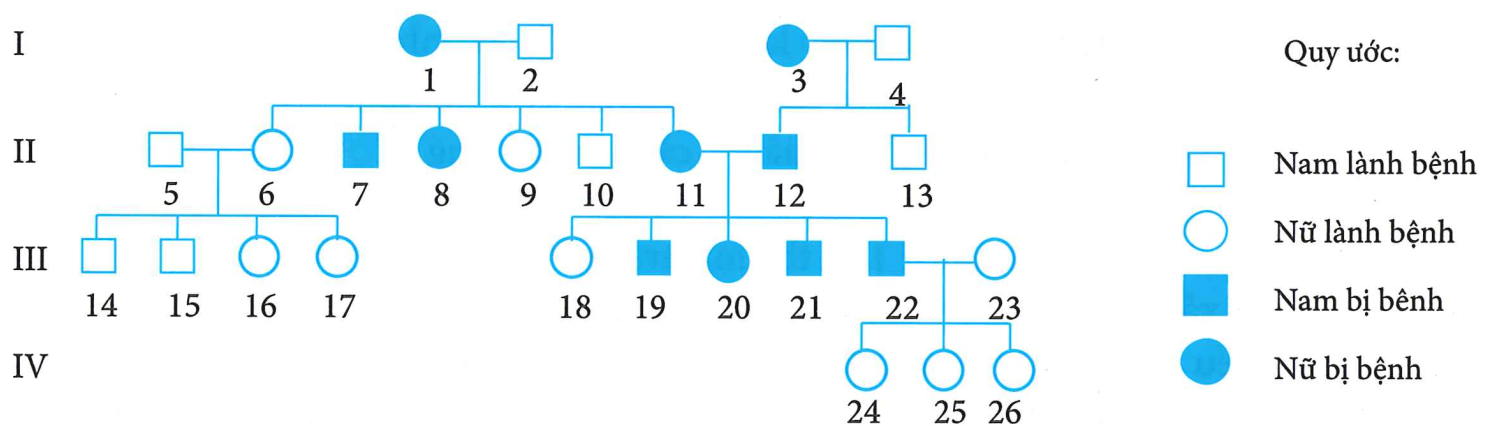 I
1
2
3
4
Quy ước:
II
5
6
7
8
9
10
11
12
13
Nam lành bệnh
Nữ lành bệnh
III
14
15
16
17
18
19
20
21
22
23
Nam bị bênh
IV
24
25
26
Nữ bị bệnh